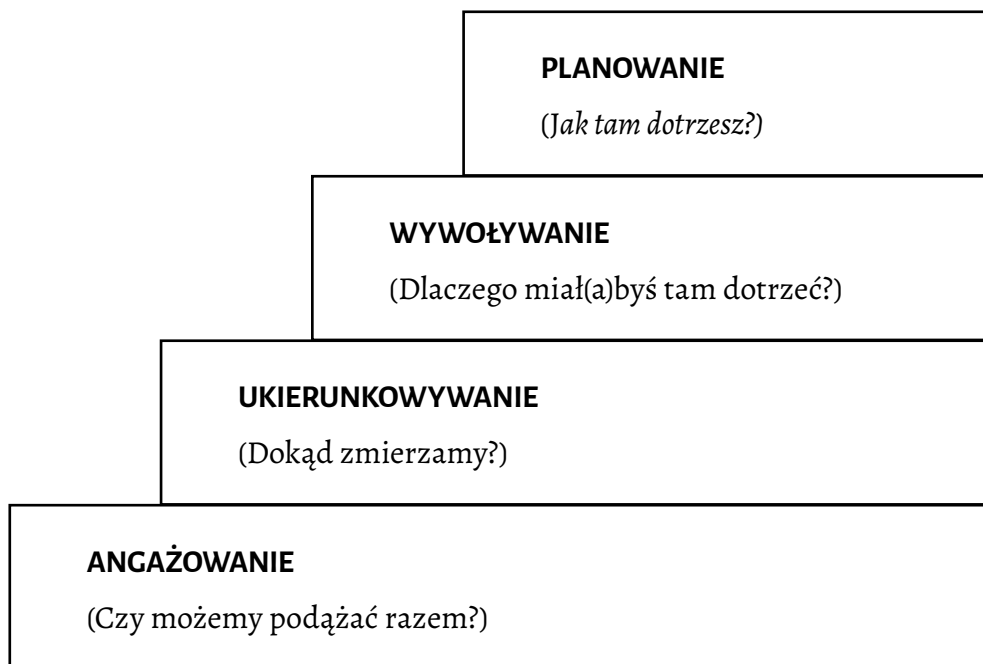 PLANOWANIE
(Jak tam dotrzesz?)
WYWOŁYWANIE
(Dlaczego miał(a)byś tam dotrzeć?)
UKIERUNKOWYWANIE
(Dokąd zmierzamy?)
ANGAŻOWANIE
(Czy możemy podążać razem?)